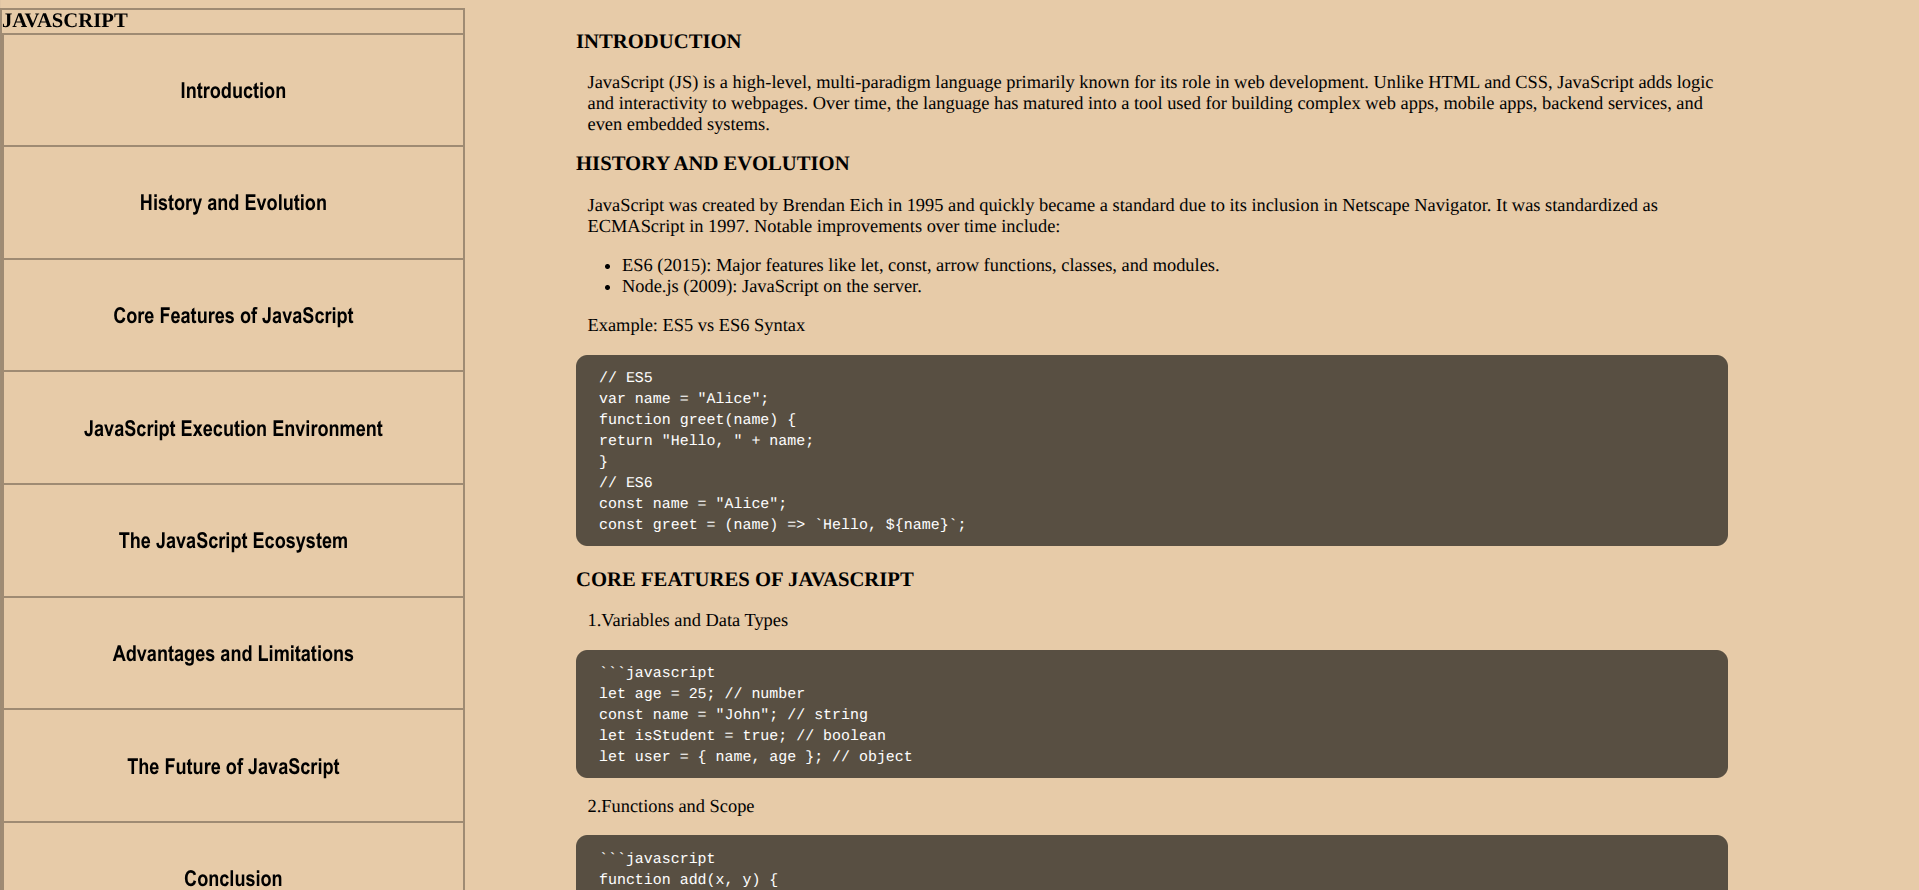 JAVASCRIPT
Introduction
History and Evolution
Core Features of JavaScript
JavaScript Execution Environment
The JavaScript Ecosystem
Advantages and Limitations
The Future of JavaScript
Conclusion
INTRODUCTION
JavaScript (JS) is a high-level, multi-paradigm language primarily known for its role in web development. Unlike HTML and CSS, JavaScript adds logic
and interactivity to webpages. Over time, the language has matured into a tool used for building complex web apps, mobile apps, backend services, and
even embedded systems.
HISTORY AND EVOLUTION
JavaScript was created by Brendan Eich in 1995 and quickly became a standard due to its inclusion in Netscape Navigator. It was standardized as
ECMAScript in 1997. Notable improvements over time include:
• ES6 (2015): Major features like let, const, arrow functions, classes, and modules.
• Node.js (2009): JavaScript on the server.
Example: ES5 vs ES6 Syntax
// ES5
var name = "Alice";
function greet(name) {
return "Hello, " + name;
}
// ES6
const name = "Alice";
const greet = (name) => `Hello, ${name}`;
CORE FEATURES OF JAVASCRIPT
1.Variables and Data Types
```javascript
let age = 25; // number
const name = "John"; // string
let isStudent = true; // boolean
let user = { name, age }; // object
2.Functions and Scope
```javascript
function add(x, y) {